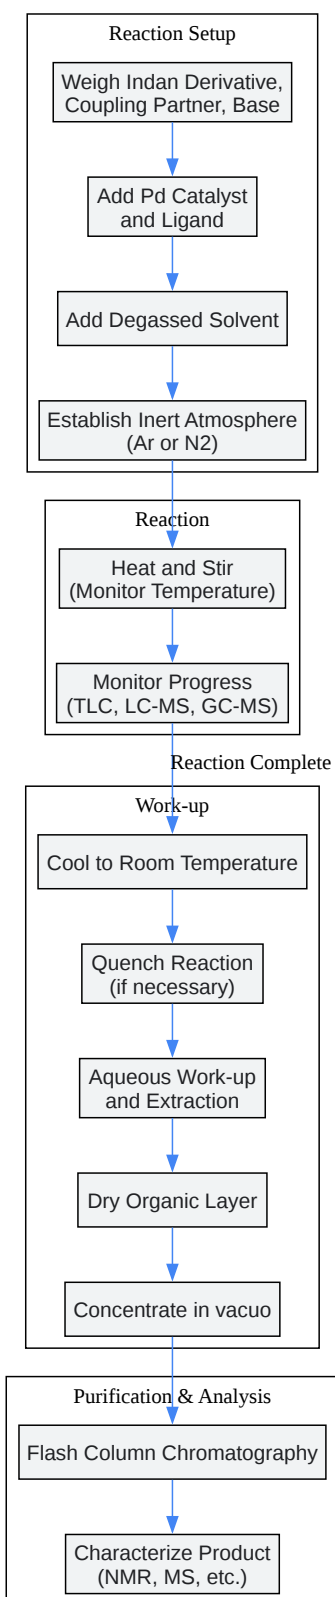 Reaction Setup
Weigh Indan Derivative,
Coupling Partner, Base
Add Pd Catalyst
and Ligand
Add Degassed Solvent
Establish Inert Atmosphere
(Ar or N2)
Reaction
Heat and Stir
(Monitor Temperature)
Monitor Progress
(TLC, LC-MS, GC-MS)
Reaction Complete
Work-up
Cool to Room Temperature
Quench Reaction
(if necessary)
Aqueous Work-up
and Extraction
Dry Organic Layer
Concentrate in vacuo
Purification & Analysis
Flash Column Chromatography
Characterize Product
(NMR, MS, etc.)